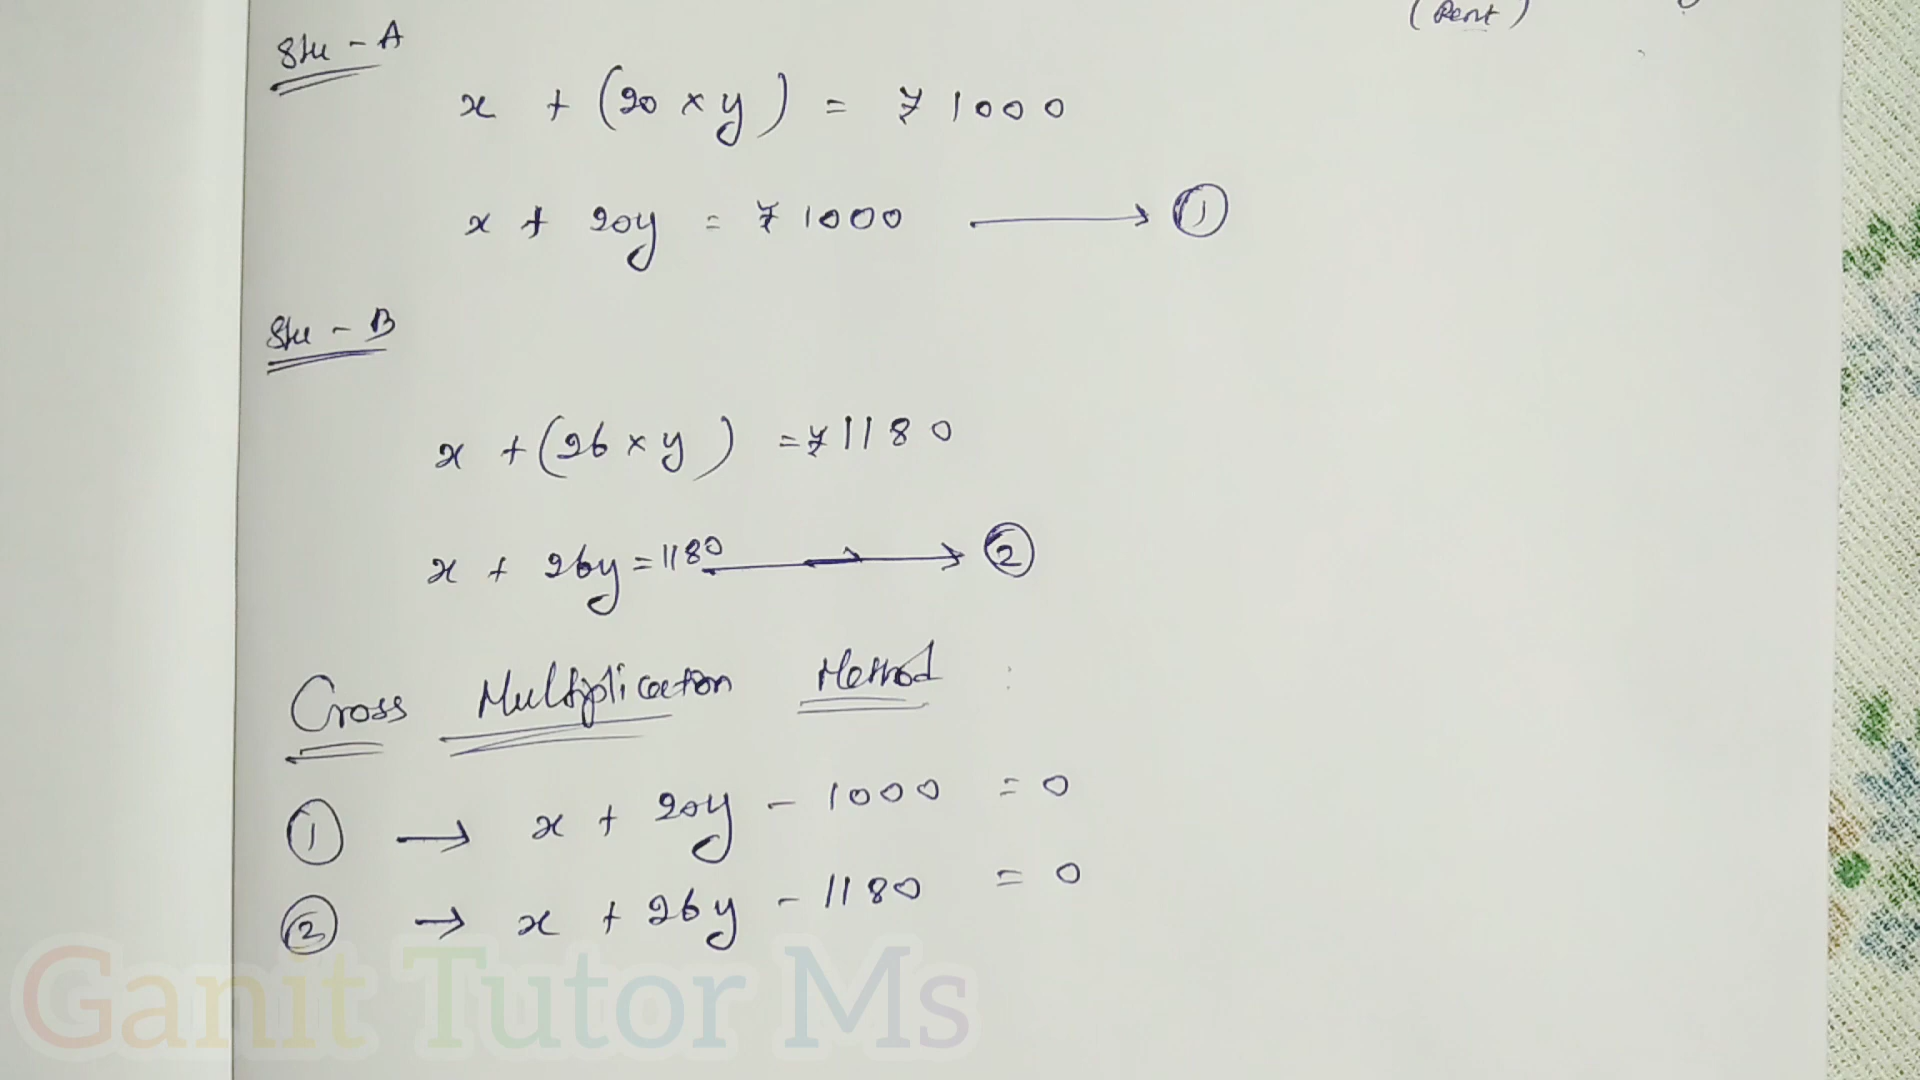 (Rent)
Stu - A
x + (20 × y) = ₹ 1000
x + 20y = ₹ 1000 ⟶ ①
Stu - B
x + (26 × y) = ₹ 1180
x + 26y = 1180 ⟶ ②
Cross Multiplication Method :
① → x + 20y - 1000 = 0
② → x + 26y - 1180 = 0
Ganit Tutor Ms